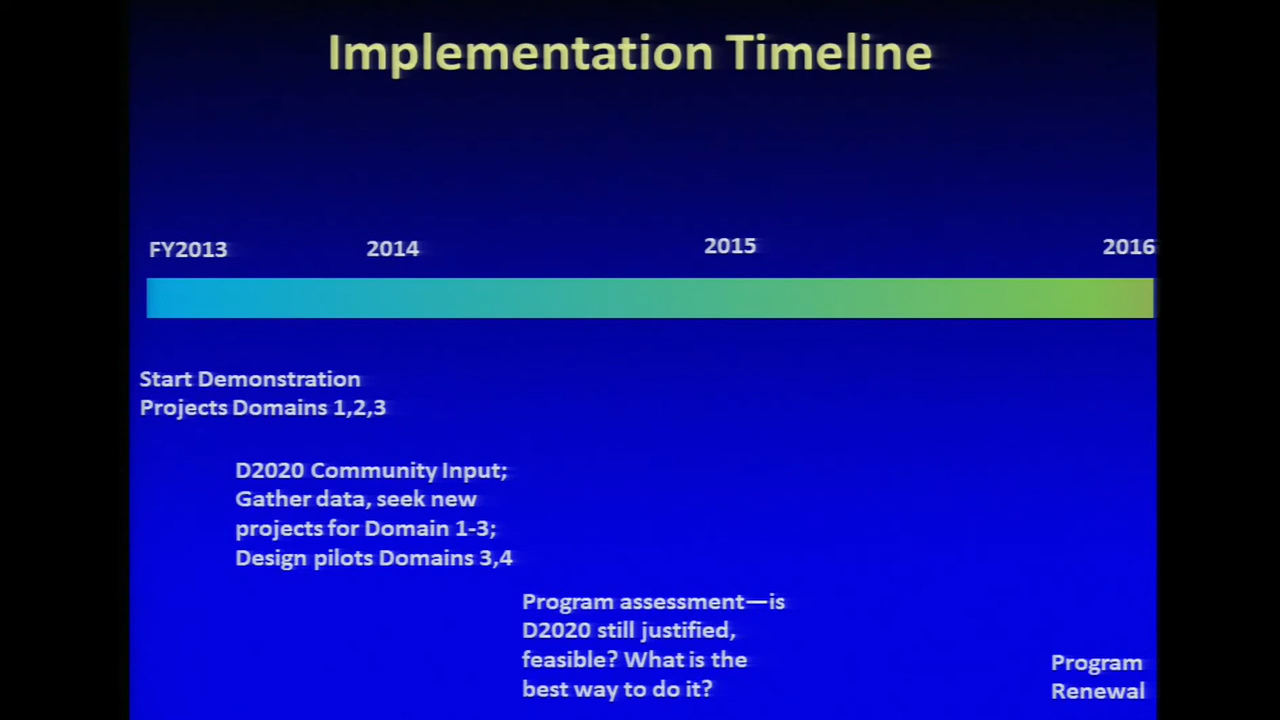 Implementation Timeline
FY2013
2014
2015
2016
Start Demonstration
Projects Domains 1,2,3
D2020 Community Input;
Gather data, seek new
projects for Domain 1-3;
Design pilots Domains 3,4
Program assessment—is
D2020 still justified,
feasible? What is the
best way to do it?
Program
Renewal